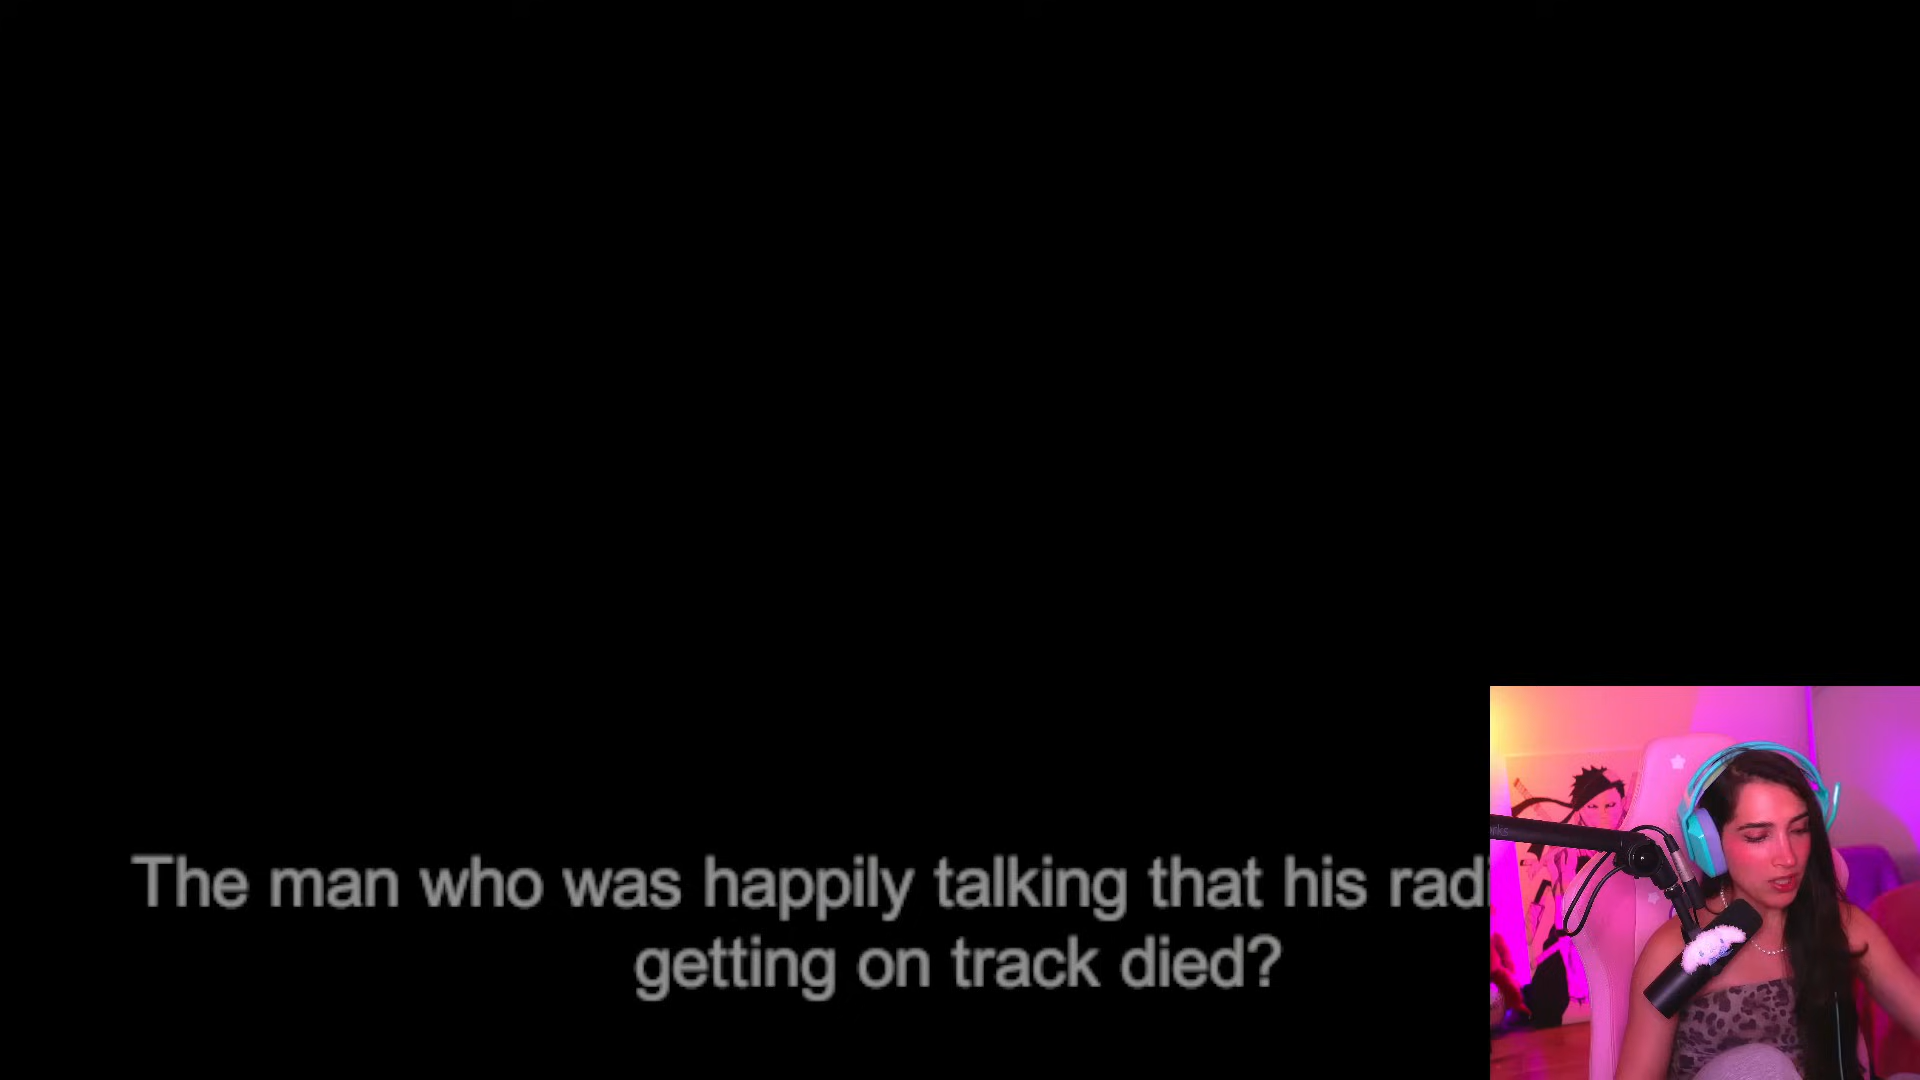 The man who was happily talking that his radi
getting on track died?